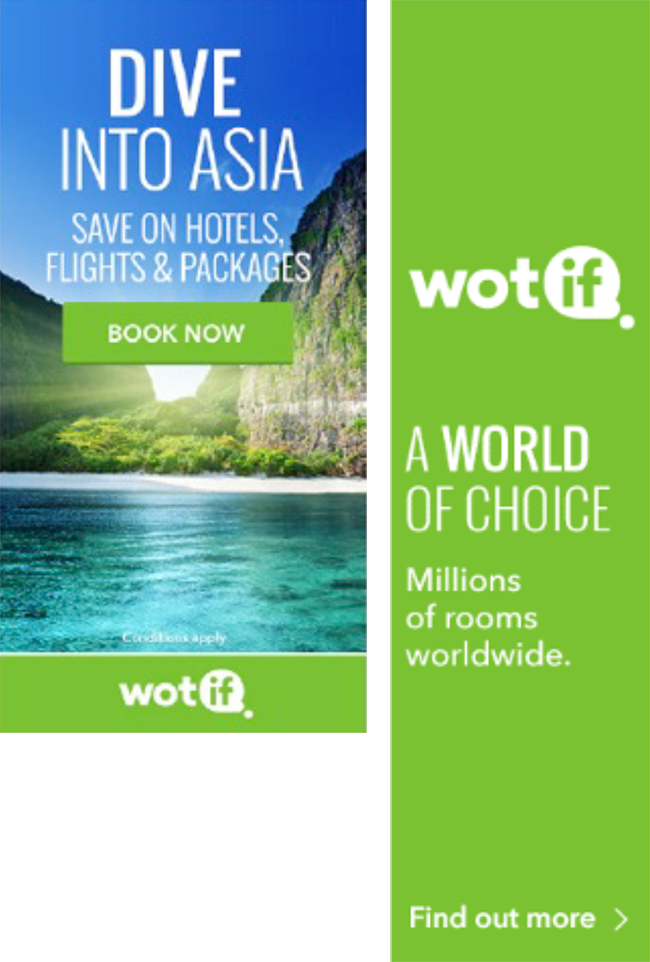 DIVE
INTO ASIA
SAVE ON HOTELS,
FLIGHTS & PACKAGES
BOOK NOW
Conditions apply
wotif.
wotif.
A WORLD
OF CHOICE
Millions
of rooms
worldwide.
Find out more >